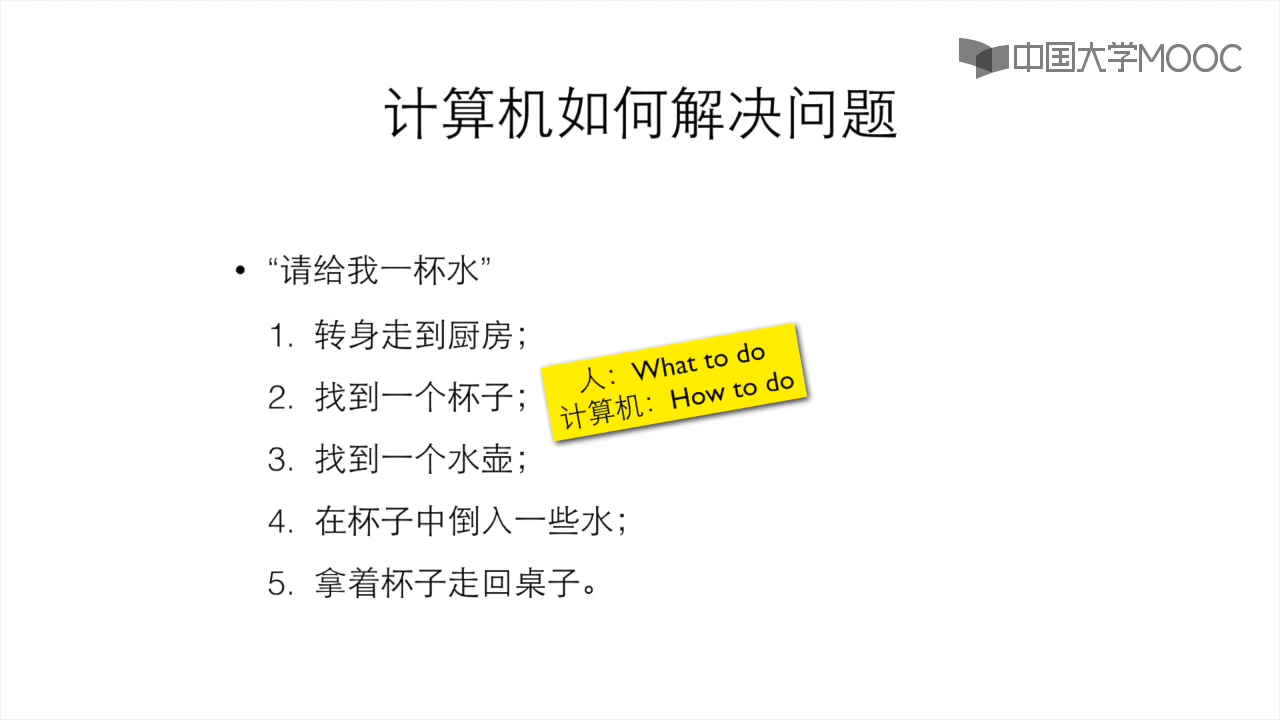 中国大学MOOC
计算机如何解决问题
• “请给我一杯水”
1. 转身走到厨房；
2. 找到一个杯子；
3. 找到一个水壶；
4. 在杯子中倒入一些水；
5. 拿着杯子走回桌子。
人：What to do
计算机：How to do